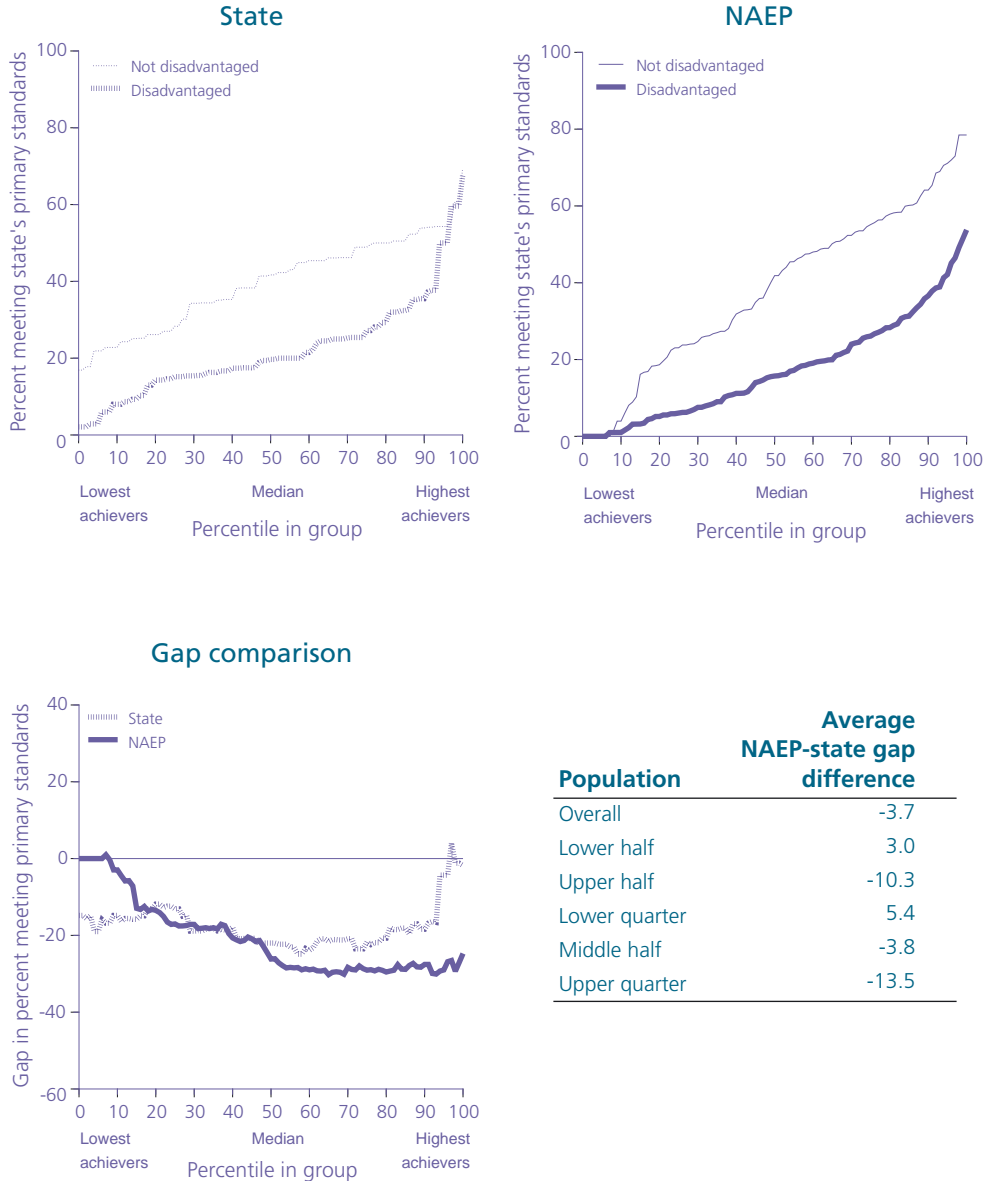 State
Percent meeting state's primary standards
100
80
60
40
20
0
Not disadvantaged
Disadvantaged
0 10 20 30 40 50 60 70 80 90 100
Lowest achievers
Median
Highest achievers
Percentile in group
NAEP
Percent meeting state's primary standards
100
80
60
40
20
0
Not disadvantaged
Disadvantaged
0 10 20 30 40 50 60 70 80 90 100
Lowest achievers
Median
Highest achievers
Percentile in group
Gap comparison
Gap in percent meeting primary standards
40
20
0
-20
-40
-60
State
NAEP
0 10 20 30 40 50 60 70 80 90 100
Lowest achievers
Median
Highest achievers
Percentile in group
Population Average NAEP-state gap difference
Overall -3.7
Lower half 3.0
Upper half -10.3
Lower quarter 5.4
Middle half -3.8
Upper quarter -13.5